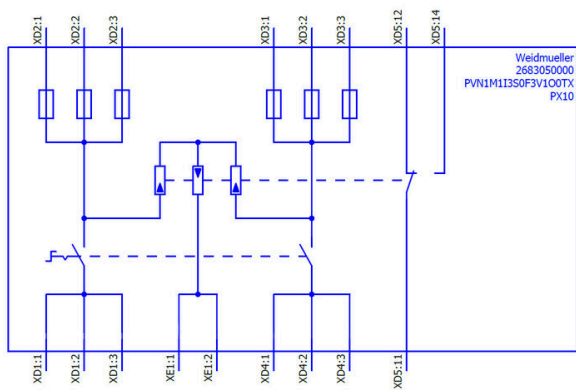 XD2:1
XD2:2
XD2:3
XD3:1
XD3:2
XD3:3
XD5:12
XD5:14
Weidmueller
2683050000
PVN1M1I3S0F3V1O0TX
PX10
XD1:1
XD1:2
XD1:3
XE1:1
XE1:2
XD4:1
XD4:2
XD4:3
XD5:11